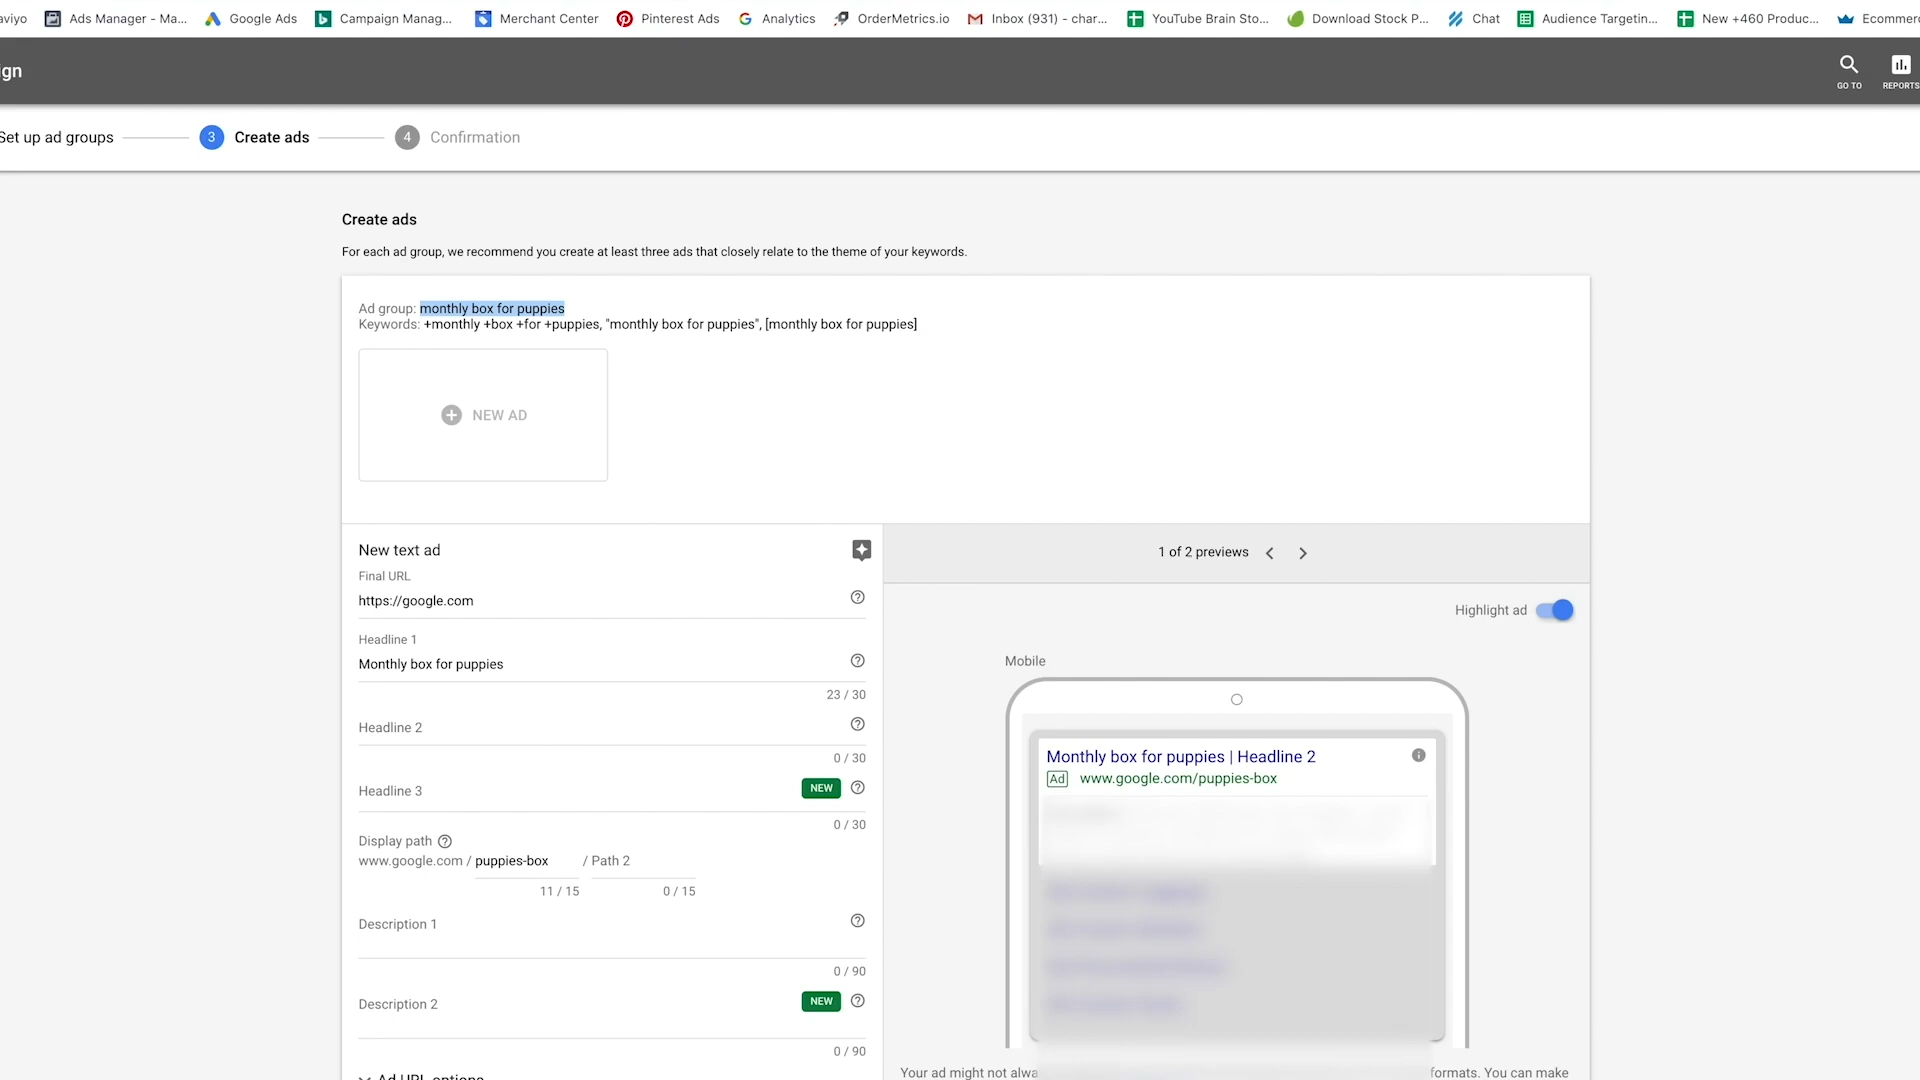 aviyo Ads Manager - Ma... Google Ads Campaign Manag... Merchant Center Pinterest Ads Analytics OrderMetrics.io Inbox (931) - char... YouTube Brain Sto... Download Stock P... Chat Audience Targetin... New +460 Produc... Ecommerc
ign
GO TO REPORTS
Set up ad groups 3 Create ads 4 Confirmation
Create ads
For each ad group, we recommend you create at least three ads that closely relate to the theme of your keywords.
Ad group: monthly box for puppies
Keywords: +monthly +box +for +puppies, "monthly box for puppies", [monthly box for puppies]
NEW AD
New text ad
Final URL
https://google.com
Headline 1
Monthly box for puppies
23 / 30
Headline 2
0 / 30
Headline 3 NEW
0 / 30
Display path
www.google.com / puppies-box / Path 2
11 / 15 0 / 15
Description 1
0 / 90
Description 2 NEW
0 / 90
Ad URL options
1 of 2 previews
Highlight ad
Mobile
Monthly box for puppies | Headline 2
Ad www.google.com/puppies-box
Your ad might not alwa formats. You can make